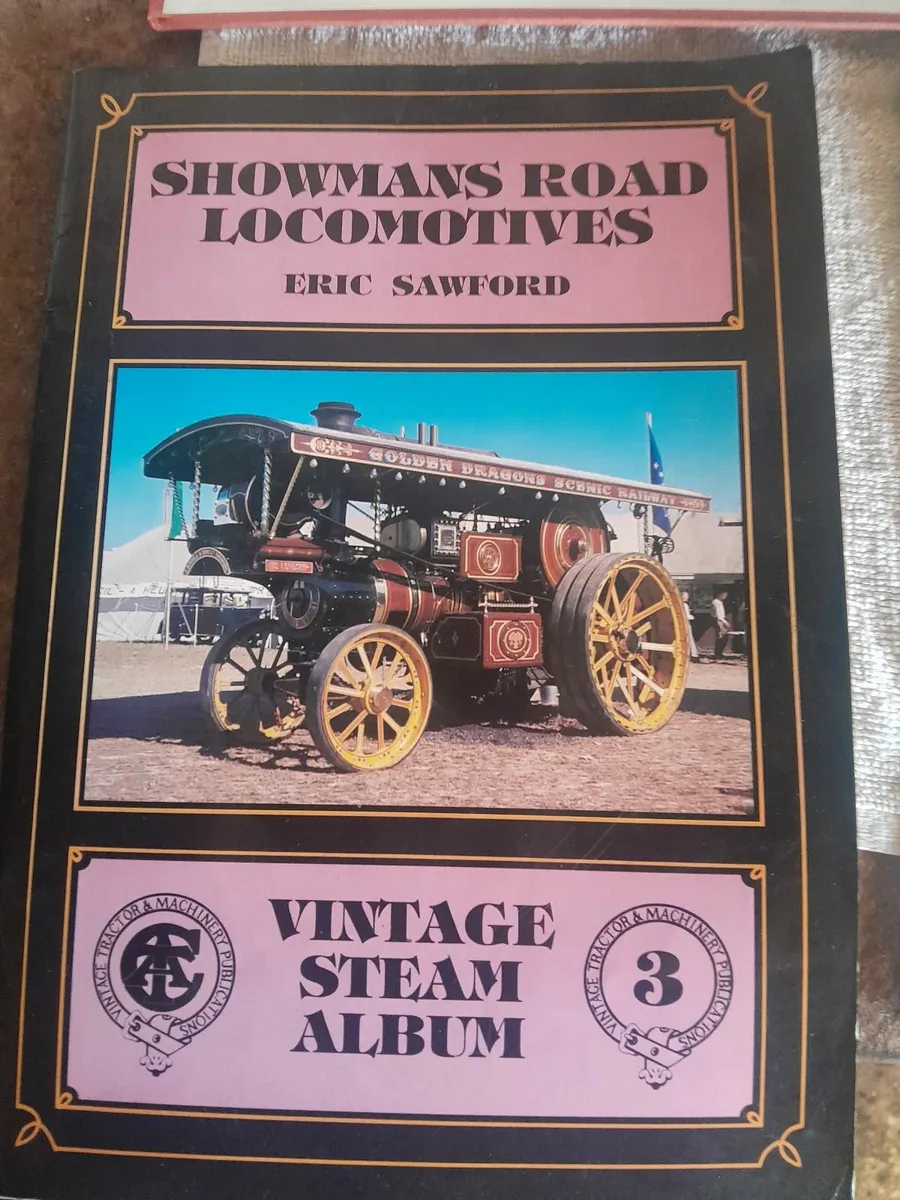 SHOWMANS ROAD
LOCOMOTIVES
ERIC SAWFORD
GOLDEN DRAGONS SCENIC RAILWAY
VINTAGE TRACTOR & MACHINERY PUBLICATIONS
VINTAGE
STEAM
ALBUM
VINTAGE TRACTOR & MACHINERY PUBLICATIONS
3